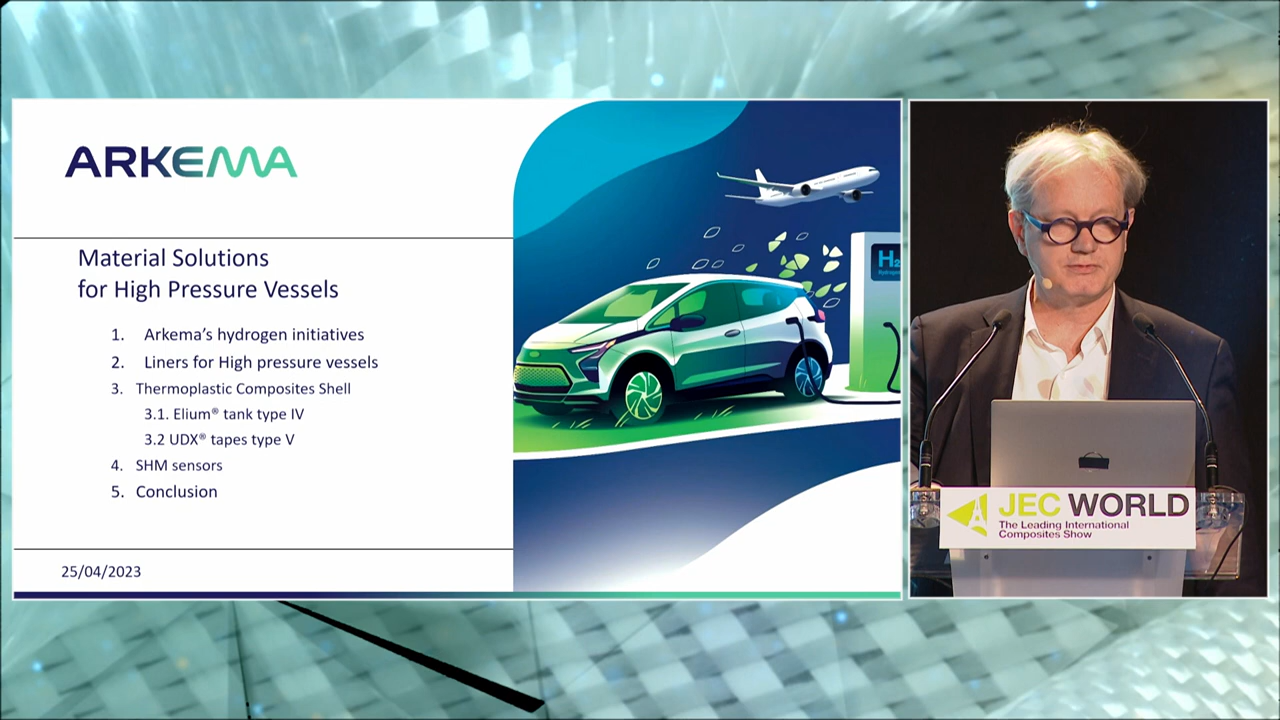 ARKEMA
Material Solutions
for High Pressure Vessels
1. Arkema's hydrogen initiatives
2. Liners for High pressure vessels
3. Thermoplastic Composites Shell
3.1. Elium® tank type IV
3.2 UDX® tapes type V
4. SHM sensors
5. Conclusion
25/04/2023
H₂
JEC WORLD
The Leading International
Composites Show